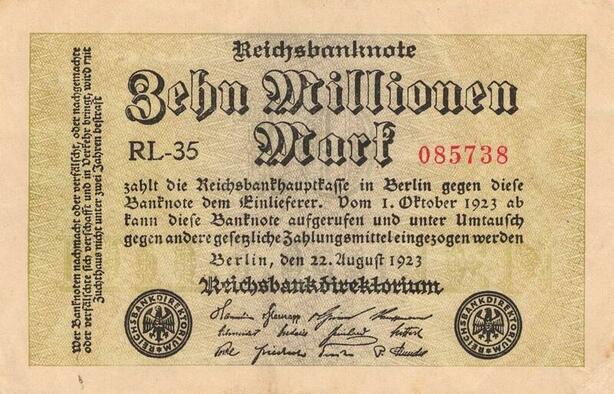 Reichsbanknote
Zehn Millionen
Mark
RL-35
085738
zahlt die Reichsbankhauptkasse in Berlin gegen diese
Banknote dem Einlieferer. Vom 1. Oktober 1923 ab
kann diese Banknote aufgerufen und unter Umtausch
gegen andere gesetzliche Zahlungsmittel eingezogen werden
Berlin, den 22. August 1923
Reichsbankdirektorium
REICHSBANKDIREKTORIUM
REICHSBANKDIREKTORIUM
Wer Banknoten nachmacht oder verfälscht, oder nachgemachte
oder verfälschte sich verschafft und in Verkehr bringt, wird mit
Zuchthaus nicht unter zwei Jahren bestraft